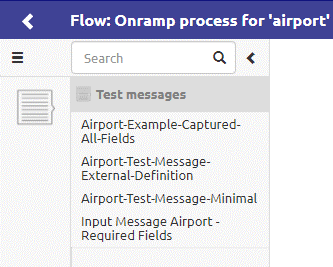 Flow: Onramp process for 'airport'
Search
Test messages
Airport-Example-Captured-
All-Fields
Airport-Test-Message-
External-Definition
Airport-Test-Message-Minimal
Input Message Airport -
Required Fields